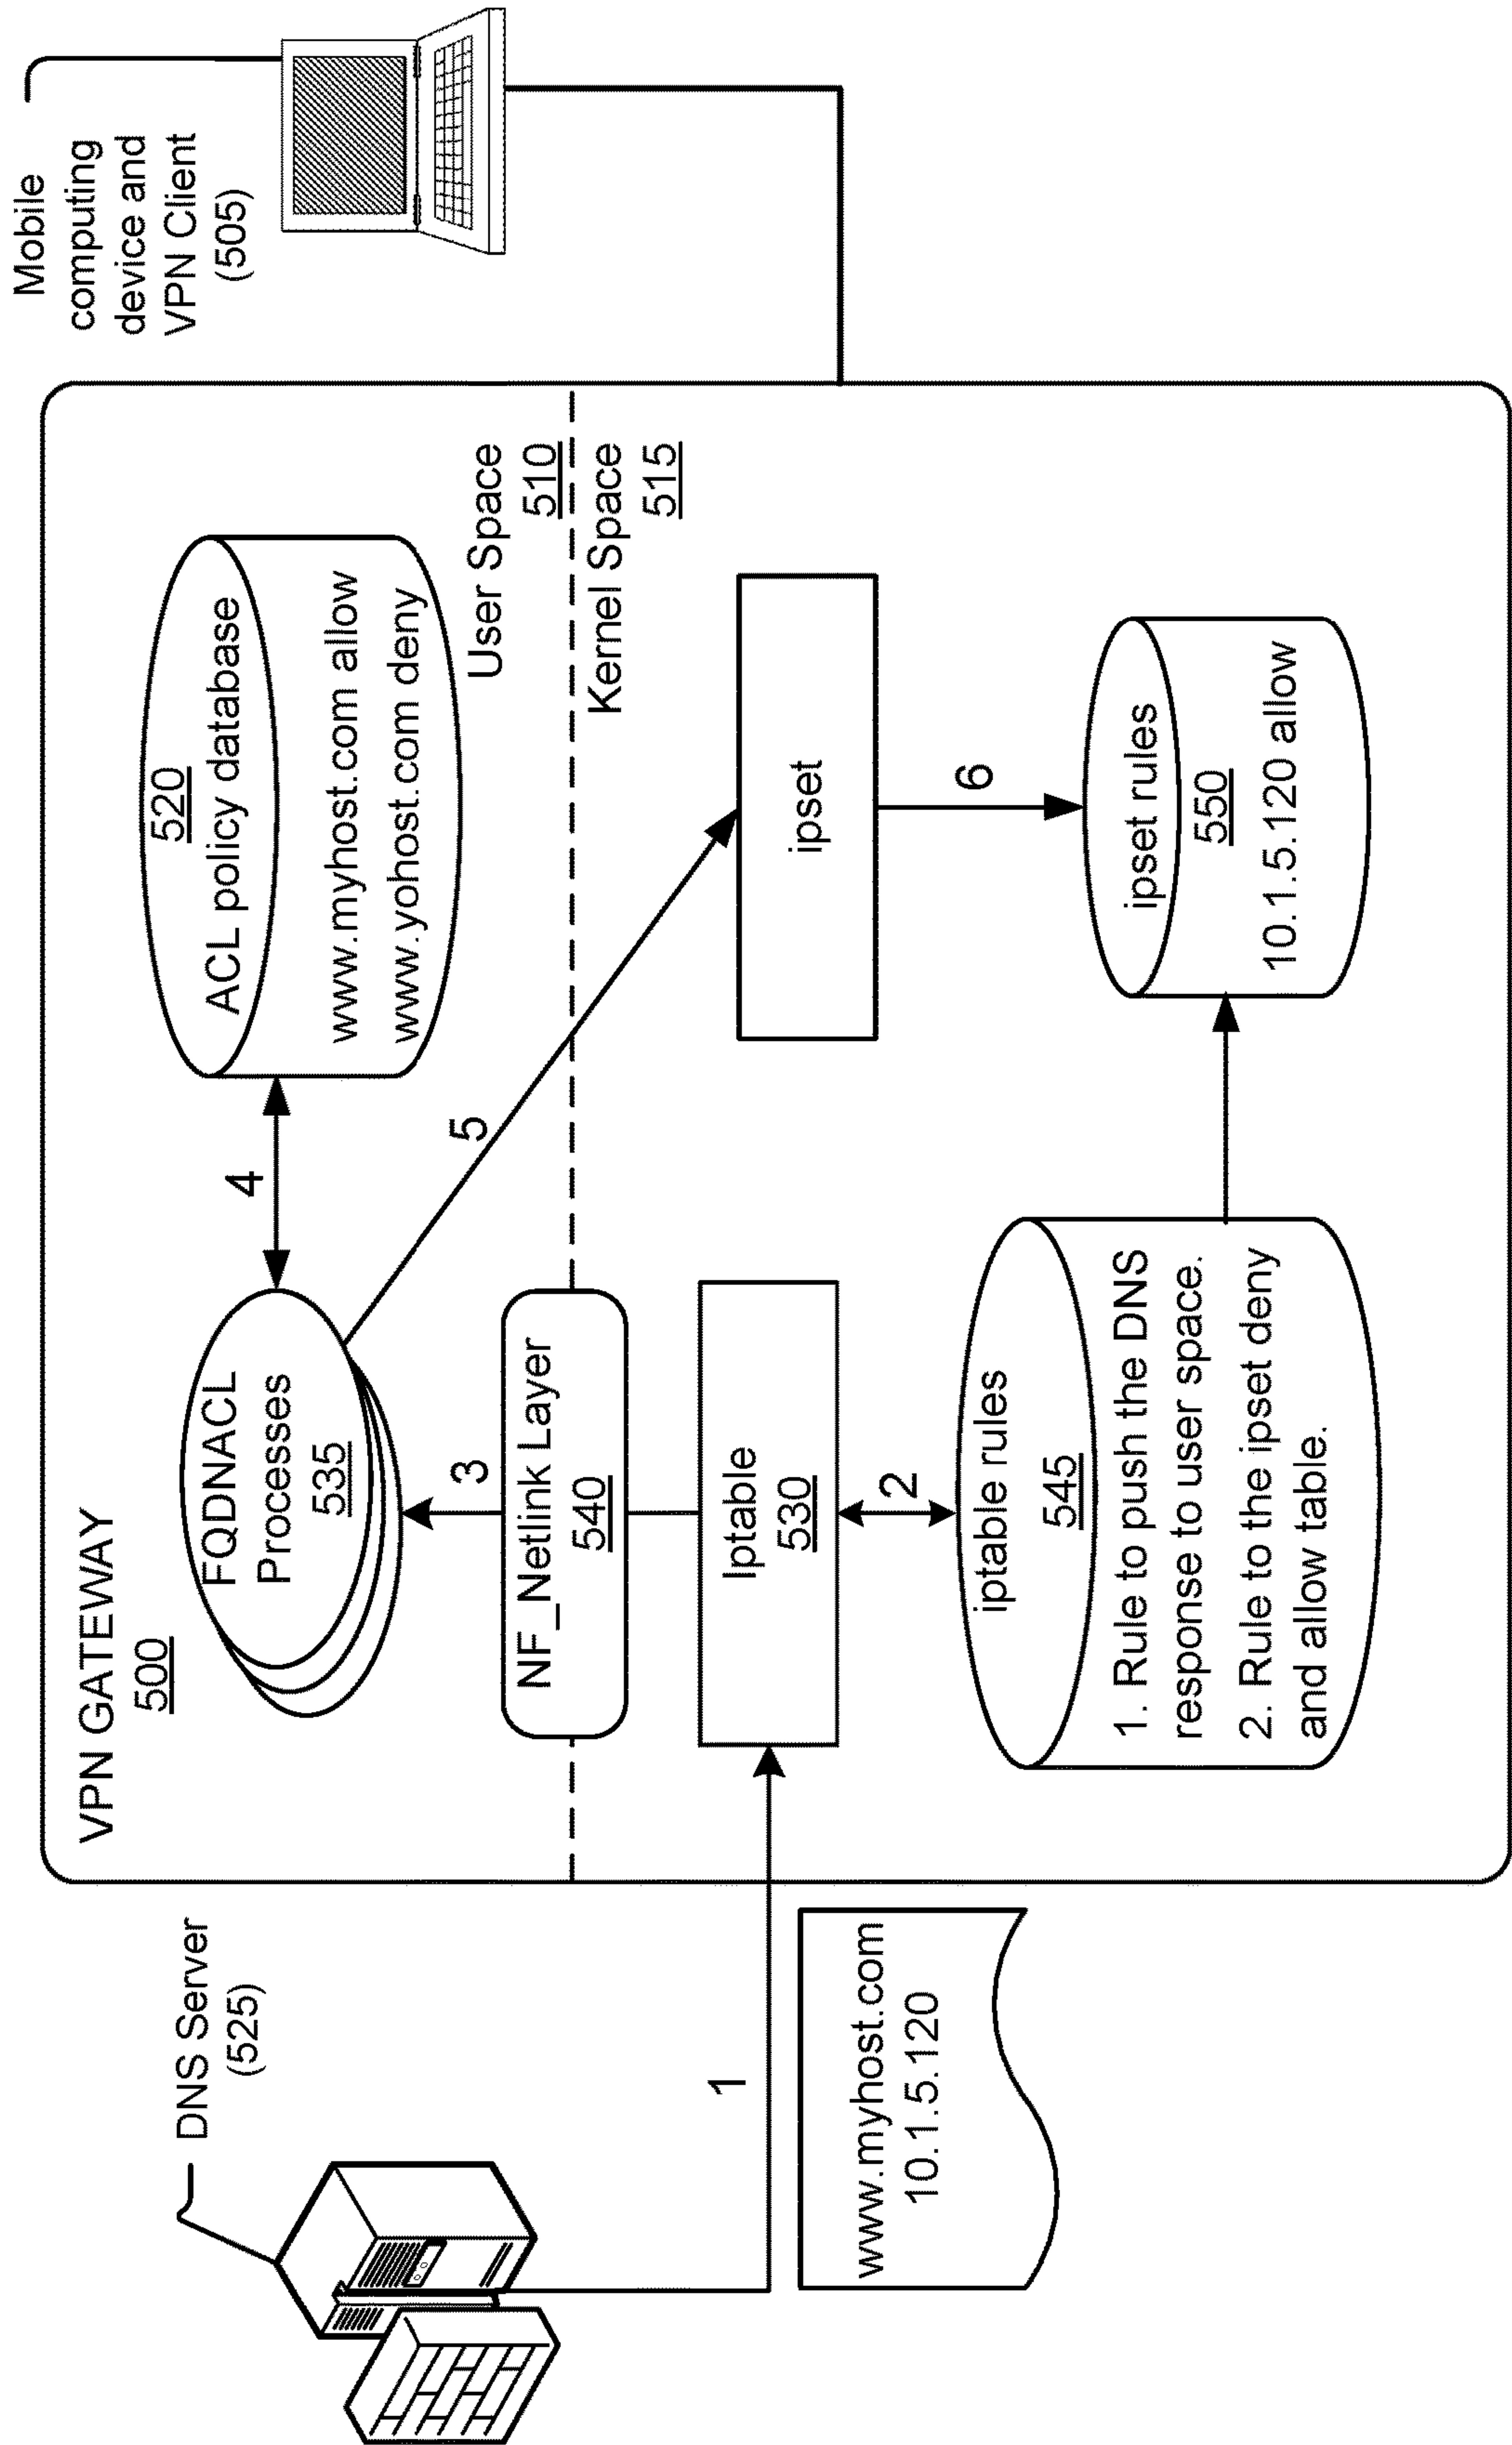 DNS Server
(525)
1
www.myhost.com
10.1.5.120
VPN GATEWAY
500
FQDNACL
Processes
535
4
520
ACL policy database
www.myhost.com allow
www.yohost.com deny
3
5
User Space
510
NF_Netlink Layer
540
Kernel Space
515
Iptable
530
ipset
2
6
iptable rules
545
1. Rule to push the DNS
response to user space.
2. Rule to the ipset deny
and allow table.
ipset rules
550
10.1.5.120 allow
Mobile
computing
device and
VPN Client
(505)